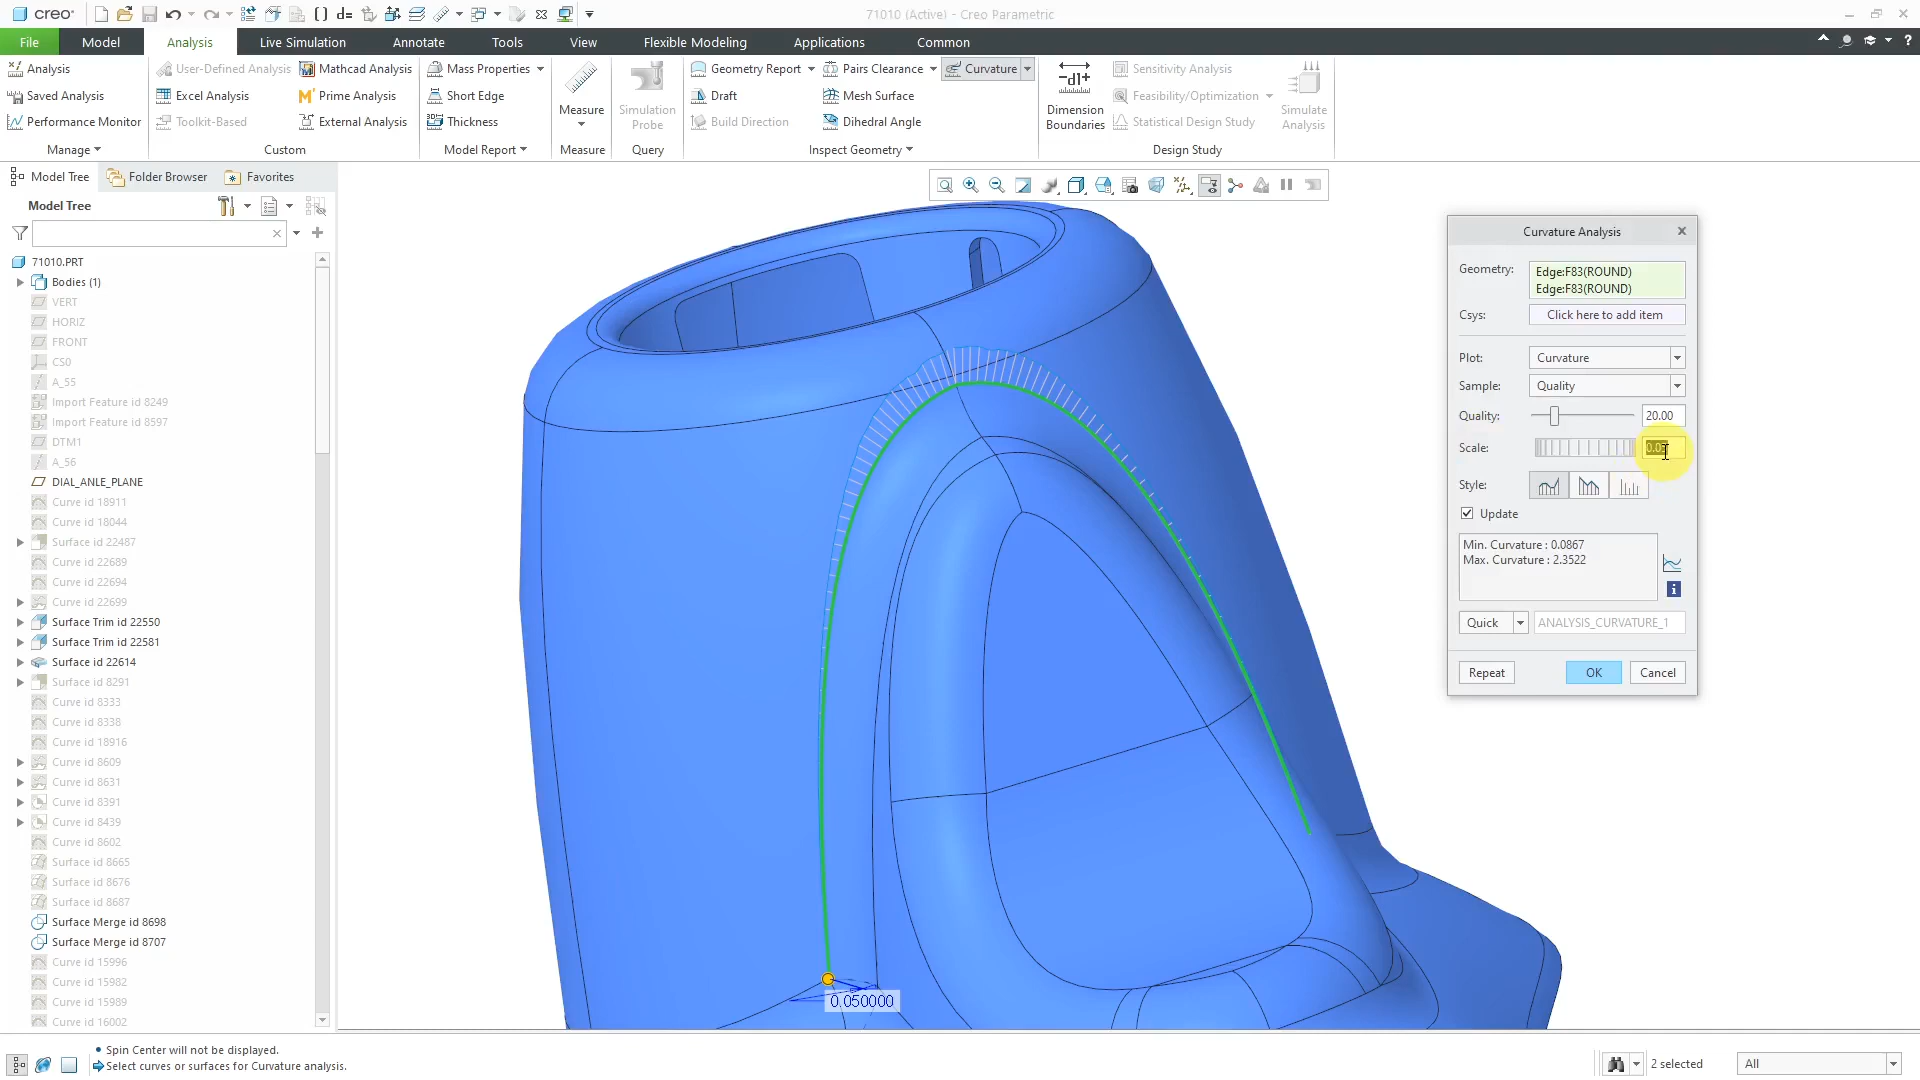 creo
71010 (Active) - Creo Parametric
File Model Analysis Live Simulation Annotate Tools View Flexible Modeling Applications Common
Analysis
Saved Analysis
Performance Monitor
Manage
User-Defined Analysis
Excel Analysis
Toolkit-Based
Mathcad Analysis
Prime Analysis
External Analysis
Custom
Mass Properties
Short Edge
Thickness
Model Report
Measure
Measure
Simulation
Probe
Query
Geometry Report
Draft
Build Direction
Pairs Clearance
Mesh Surface
Dihedral Angle
Curvature
Inspect Geometry
Dimension
Boundaries
Sensitivity Analysis
Feasibility/Optimization
Statistical Design Study
Simulate
Analysis
Design Study
Model Tree Folder Browser Favorites
Model Tree
71010.PRT
Bodies (1)
VERT
HORIZ
FRONT
CS0
A_55
Import Feature id 8249
Import Feature id 8597
DTM1
A_56
DIAL_ANLE_PLANE
Curve id 18911
Curve id 18044
Surface id 22487
Curve id 22689
Curve id 22694
Curve id 22699
Surface Trim id 22550
Surface Trim id 22581
Surface id 22614
Surface id 8291
Curve id 8333
Curve id 8338
Curve id 18916
Curve id 8609
Curve id 8631
Curve id 8391
Curve id 8439
Curve id 8602
Surface id 8665
Surface id 8676
Surface id 8687
Surface Merge id 8698
Surface Merge id 8707
Curve id 15996
Curve id 15982
Curve id 15989
Curve id 16002
0.050000
Curvature Analysis
Geometry: Edge:F83(ROUND)
Edge:F83(ROUND)
Csys: Click here to add item
Plot: Curvature
Sample: Quality
Quality: 20.00
Scale:
Style:
Update
Min. Curvature : 0.0867
Max. Curvature : 2.3522
Quick ANALYSIS_CURVATURE_1
Repeat OK Cancel
Spin Center will not be displayed.
Select curves or surfaces for Curvature analysis.
2 selected All